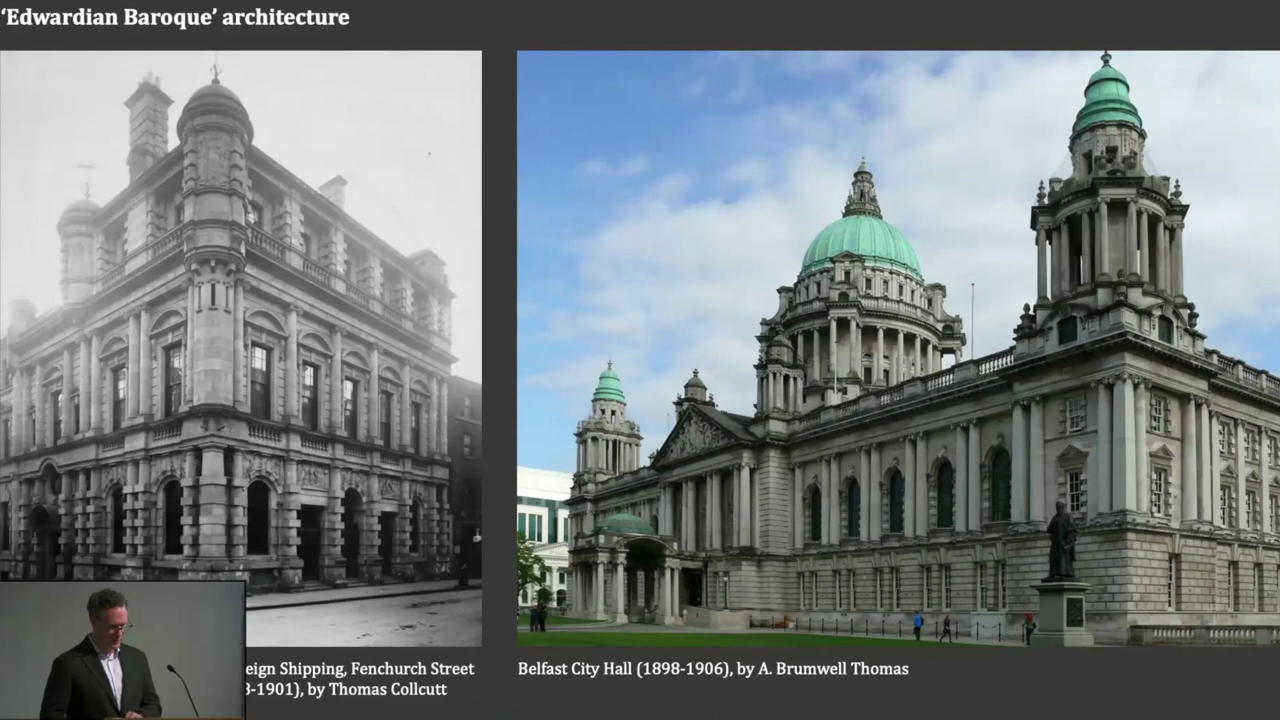 ‘Edwardian Baroque’ architecture
eign Shipping, Fenchurch Street
-1901), by Thomas Collcutt
Belfast City Hall (1898-1906), by A. Brumwell Thomas